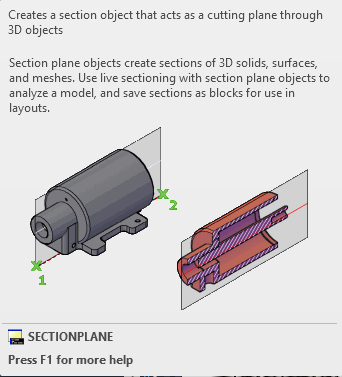 Creates a section object that acts as a cutting plane through
3D objects
Section plane objects create sections of 3D solids, surfaces,
and meshes. Use live sectioning with section plane objects to
analyze a model, and save sections as blocks for use in
layouts.
2
1
SECTIONPLANE
Press F1 for more help